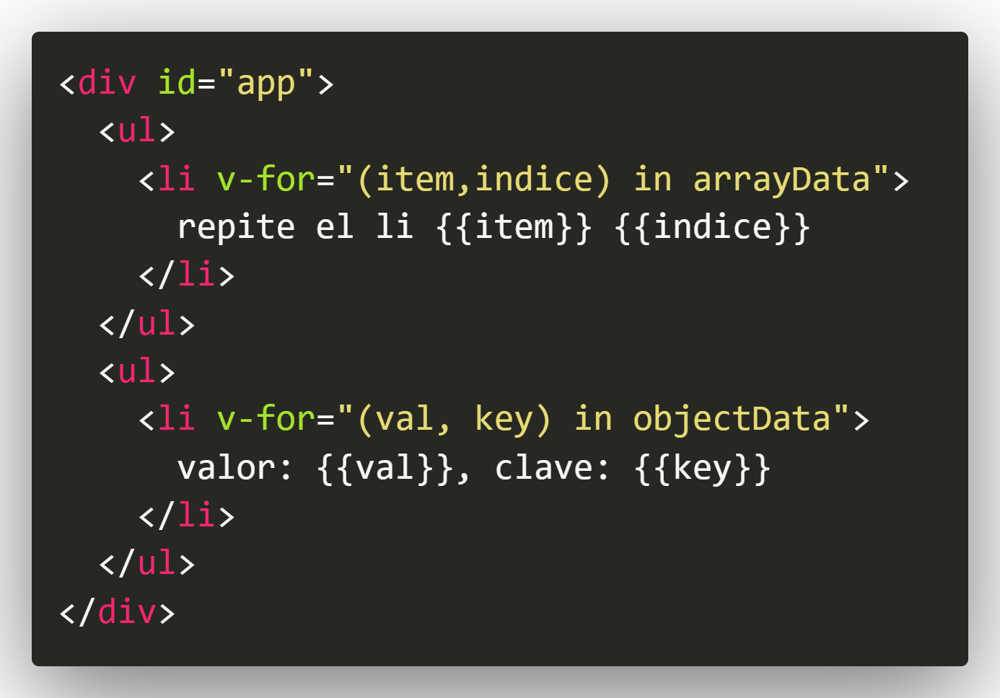 <div id="app">
  <ul>
    <li v-for="(item,indice) in arrayData">
      repite el li {{item}} {{indice}}
    </li>
  </ul>
  <ul>
    <li v-for="(val, key) in objectData">
      valor: {{val}}, clave: {{key}}
    </li>
  </ul>
</div>